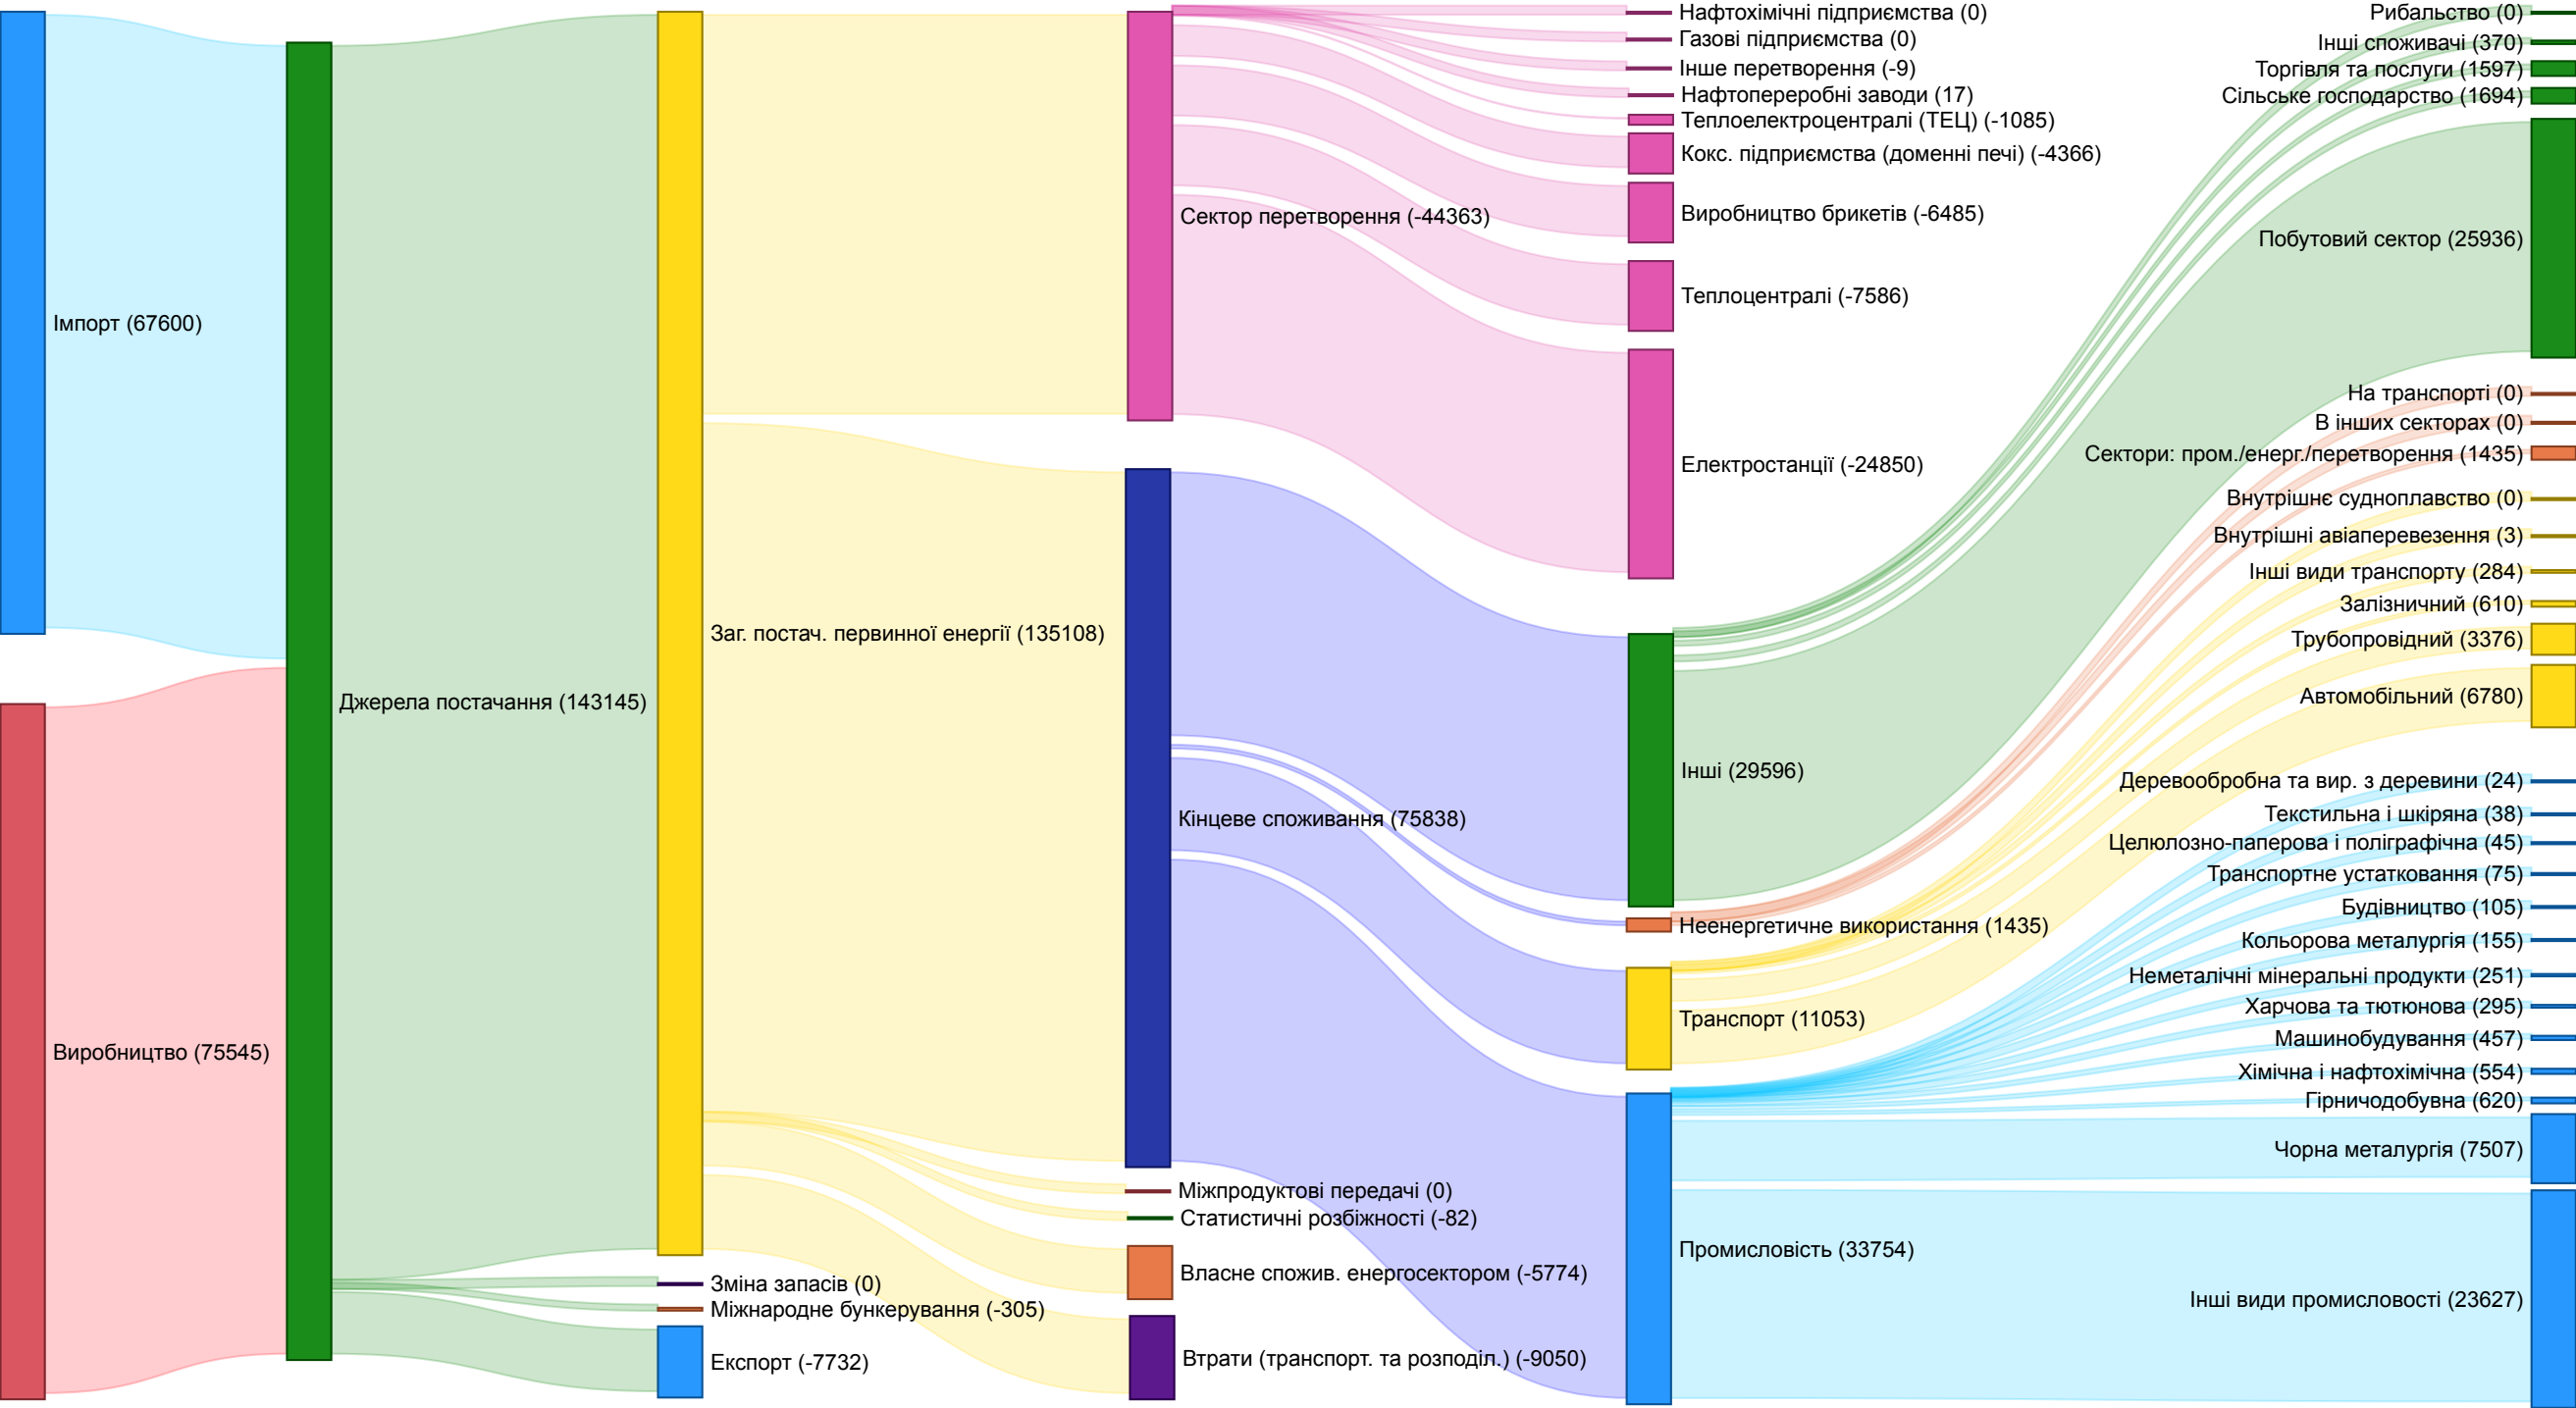 Імпорт (67600)
Виробництво (75545)
Джерела постачання (143145)
Заг. постач. первинної енергії (135108)
Зміна запасів (0)
Міжнародне бункерування (-305)
Експорт (-7732)
Сектор перетворення (-44363)
Кінцеве споживання (75838)
Міжпродуктові передачі (0)
Статистичні розбіжності (-82)
Власне спожив. енергосектором (-5774)
Втрати (транспорт. та розподіл.) (-9050)
Нафтохімічні підприємства (0)
Газові підприємства (0)
Інше перетворення (-9)
Нафтопереробні заводи (17)
Теплоелектроцентралі (ТЕЦ) (-1085)
Кокс. підприємства (доменні печі) (-4366)
Виробництво брикетів (-6485)
Теплоцентралі (-7586)
Електростанції (-24850)
Інші (29596)
Неенергетичне використання (1435)
Транспорт (11053)
Промисловість (33754)
Рибальство (0)
Інші споживачі (370)
Торгівля та послуги (1597)
Сільське господарство (1694)
Побутовий сектор (25936)
На транспорті (0)
В інших секторах (0)
Сектори: пром./енерг./перетворення (1435)
Внутрішнє судноплавство (0)
Внутрішні авіаперевезення (3)
Інші види транспорту (284)
Залізничний (610)
Трубопровідний (3376)
Автомобільний (6780)
Деревообробна та вир. з деревини (24)
Текстильна і шкіряна (38)
Целюлозно-паперова і поліграфічна (45)
Транспортне устатковання (75)
Будівництво (105)
Кольорова металургія (155)
Неметалічні мінеральні продукти (251)
Харчова та тютюнова (295)
Машинобудування (457)
Хімічна і нафтохімічна (554)
Гірничодобувна (620)
Чорна металургія (7507)
Інші види промисловості (23627)